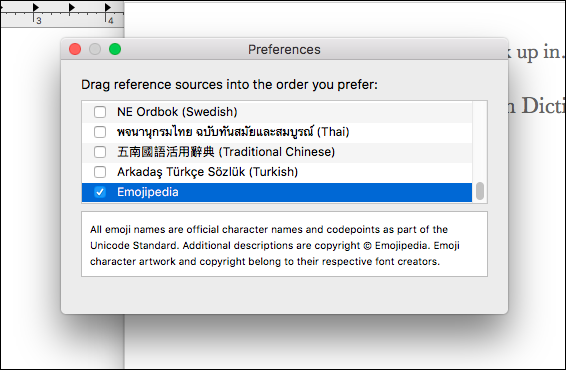 3 4
Preferences
k up in.
Drag reference sources into the order you prefer:
n Dicti
NE Ordbok (Swedish)
พจนานุกรมไทย ฉบับทันสมัยและสมบูรณ์ (Thai)
五南國語活用辭典 (Traditional Chinese)
Arkadaş Türkçe Sözlük (Turkish)
Emojipedia
All emoji names are official character names and codepoints as part of the
Unicode Standard. Additional descriptions are copyright © Emojipedia. Emoji
character artwork and copyright belong to their respective font creators.